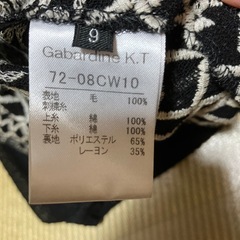 9
Gabardine K.T
72-08CW10
表地 毛 100%
刺繍糸
上糸 綿 100%
下糸 綿 100%
裏地 ポリエステル 65%
レーヨン 35%